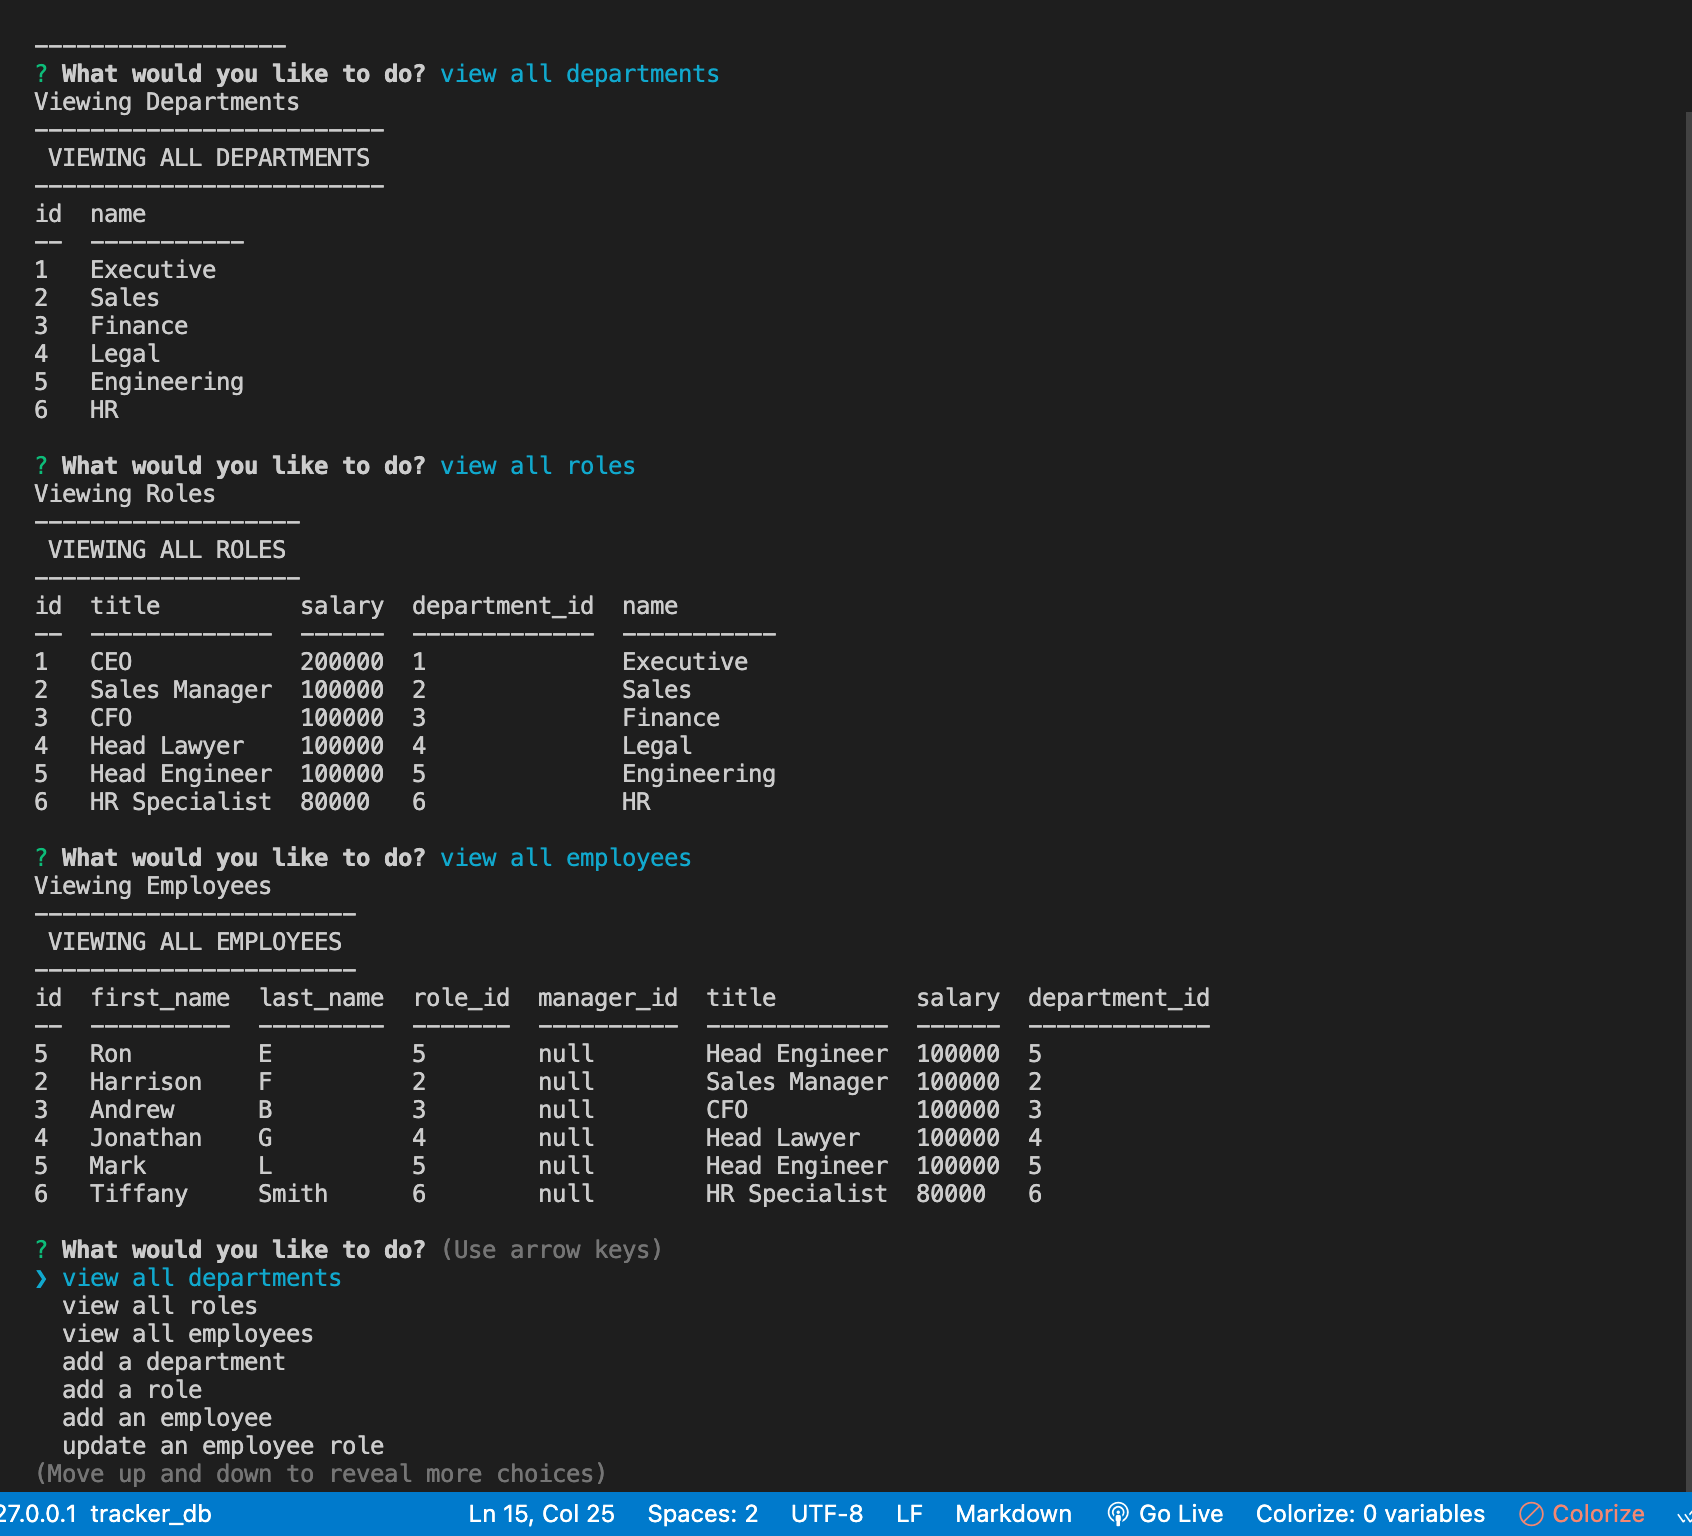 ------------------
? What would you like to do? view all departments
Viewing Departments
-------------------------
 VIEWING ALL DEPARTMENTS
-------------------------
id  name
--  -----------
1   Executive
2   Sales
3   Finance
4   Legal
5   Engineering
6   HR
? What would you like to do? view all roles
Viewing Roles
-------------------
 VIEWING ALL ROLES
-------------------
id  title          salary  department_id  name
--  -------------  ------  -------------  -----------
1   CEO            200000  1              Executive
2   Sales Manager  100000  2              Sales
3   CFO            100000  3              Finance
4   Head Lawyer    100000  4              Legal
5   Head Engineer  100000  5              Engineering
6   HR Specialist  80000   6              HR
? What would you like to do? view all employees
Viewing Employees
-----------------------
 VIEWING ALL EMPLOYEES
-----------------------
id  first_name  last_name  role_id  manager_id  title          salary  department_id
--  ----------  ---------  -------  ----------  -------------  ------  -------------
5   Ron         E          5        null        Head Engineer  100000  5
2   Harrison    F          2        null        Sales Manager  100000  2
3   Andrew      B          3        null        CFO            100000  3
4   Jonathan    G          4        null        Head Lawyer    100000  4
5   Mark        L          5        null        Head Engineer  100000  5
6   Tiffany     Smith      6        null        HR Specialist  80000   6
? What would you like to do? (Use arrow keys)
❯ view all departments
  view all roles
  view all employees
  add a department
  add a role
  add an employee
  update an employee role
(Move up and down to reveal more choices)
27.0.0.1 tracker_db Ln 15, Col 25 Spaces: 2 UTF-8 LF Markdown Go Live Colorize: 0 variables Colorize